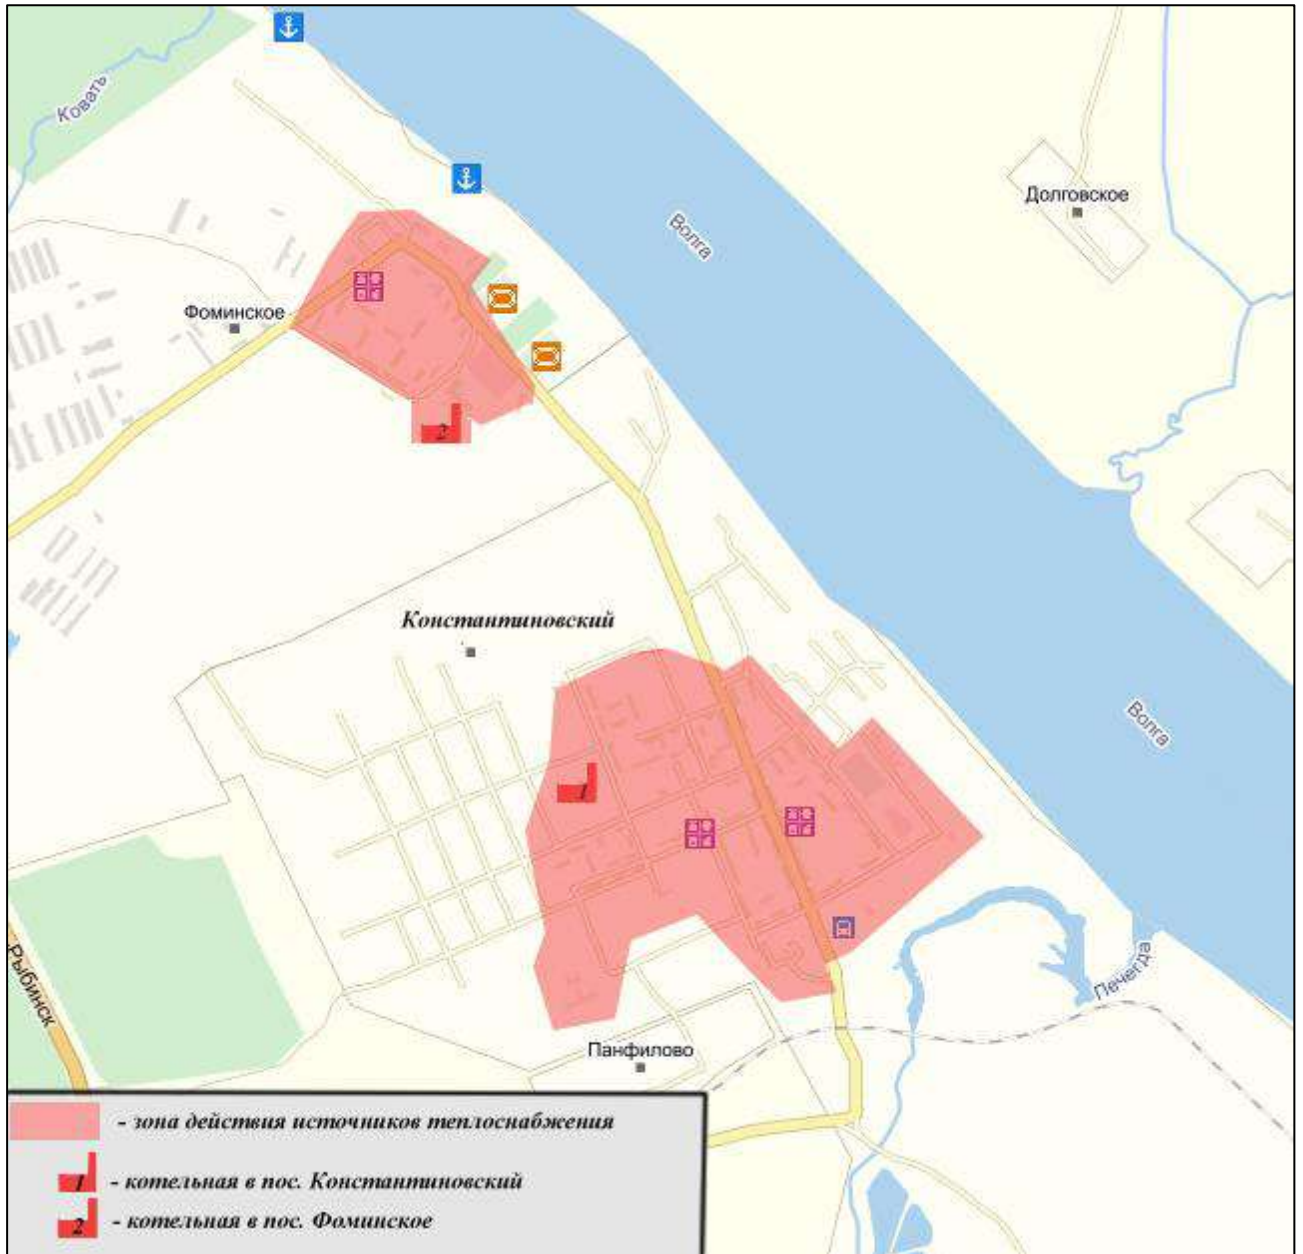 Ковать
Долговское
Волга
Фоминское
2
Константиновский
Волга
1
Печегда
Рыбинск
Панфилово
- зона действия источников теплоснабжения
1 - котельная в пос. Константиновский
2 - котельная в пос. Фоминское